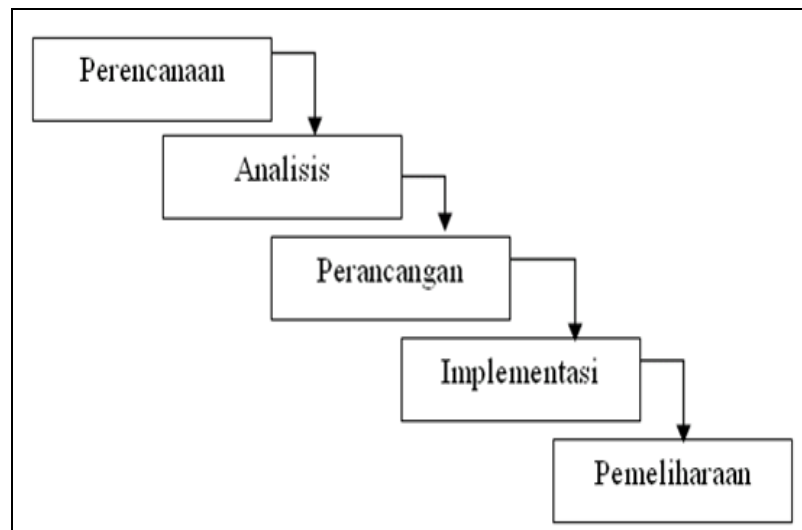 Perencanaan
Analisis
Perancangan
Implementasi
Pemeliharaan